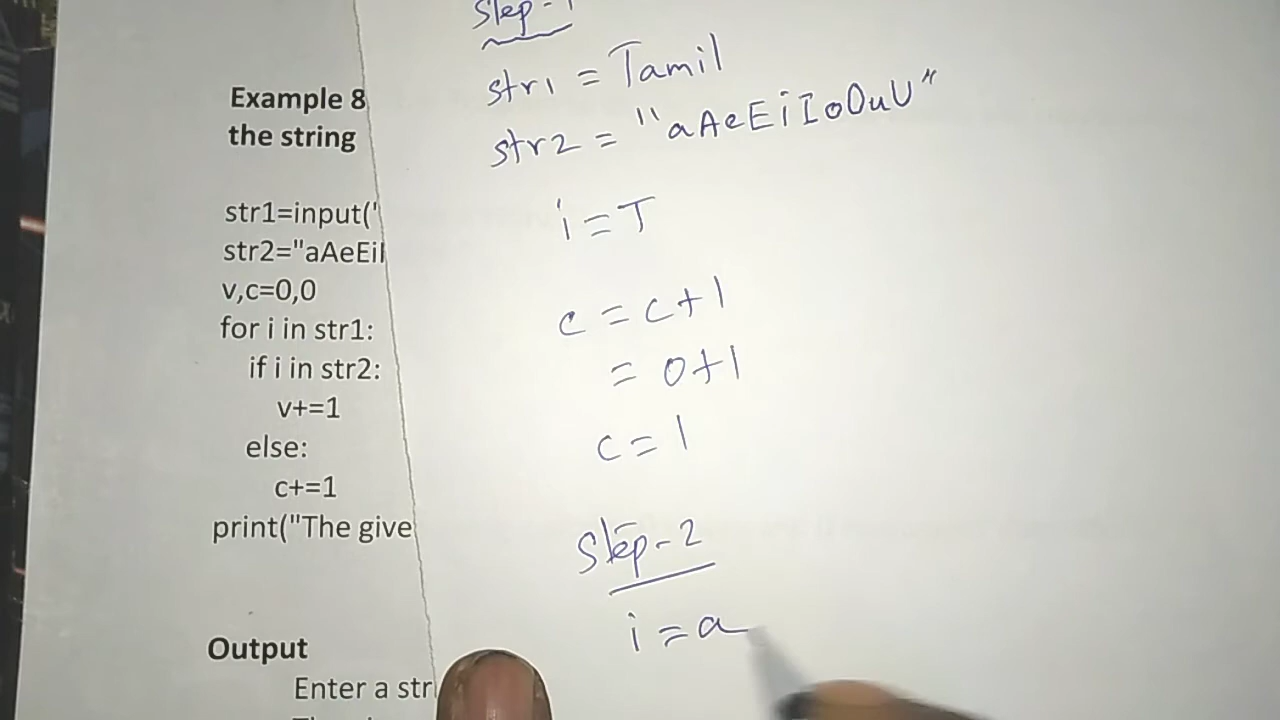 Example 8
the string
str1=input('
str2="aAeEiI
v,c=0,0
for i in str1:
if i in str2:
v+=1
else:
c+=1
print("The give
Output
Enter a str
Step-1
str1 = Tamil
str2 = "aAeEiIoOuU"
i=T
c = c+1
= 0+1
c=1
Step-2
i=a